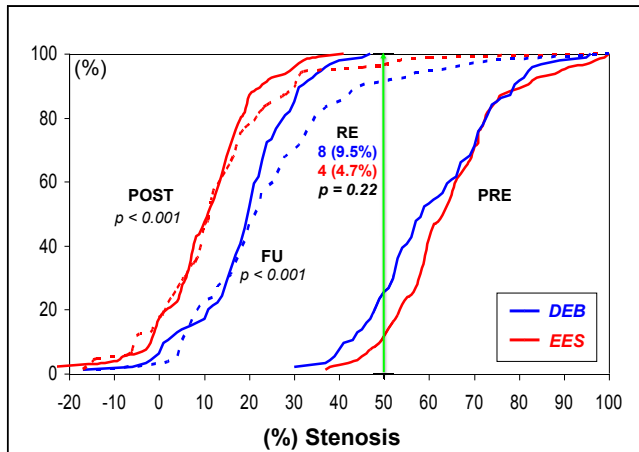 (%)
100
80
60
40
20
0
RE
8 (9.5%)
4 (4.7%)
p = 0.22
POST
p < 0.001
PRE
FU
p < 0.001
DEB
EES
-20 -10 0 10 20 30 40 50 60 70 80 90 100
(%) Stenosis